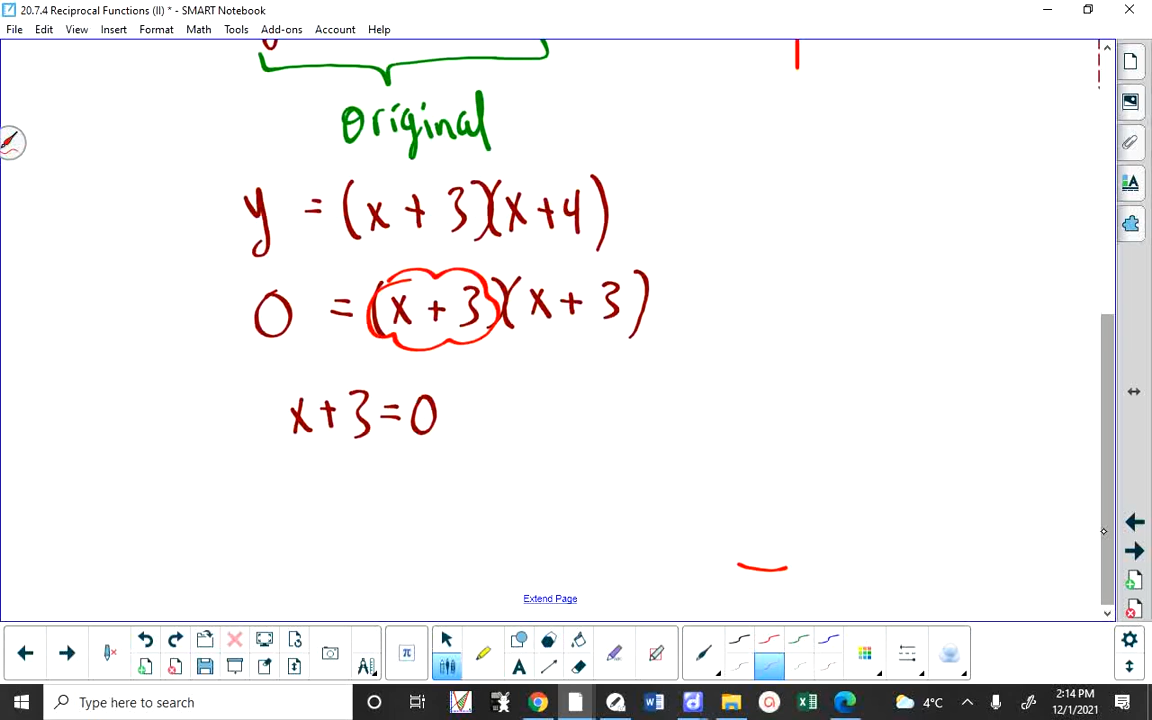 20.7.4 Reciprocal Functions (II) * - SMART Notebook
File Edit View Insert Format Math Tools Add-ons Account Help
original
y = (x + 3)(x + 4)
0 = (x + 3)(x + 3)
x + 3 = 0
Extend Page
Type here to search
4°C
2:14 PM
12/1/2021